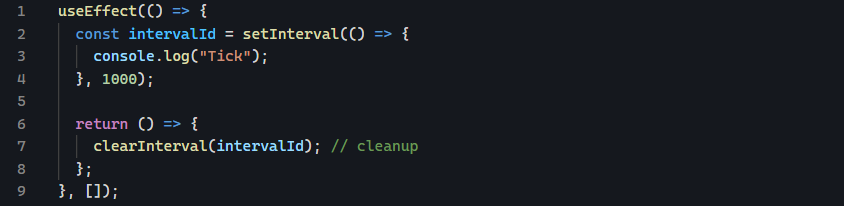 1 useEffect(() => {
2   const intervalId = setInterval(() => {
3     console.log("Tick");
4   }, 1000);
5
6   return () => {
7     clearInterval(intervalId); // cleanup
8   };
9 }, []);